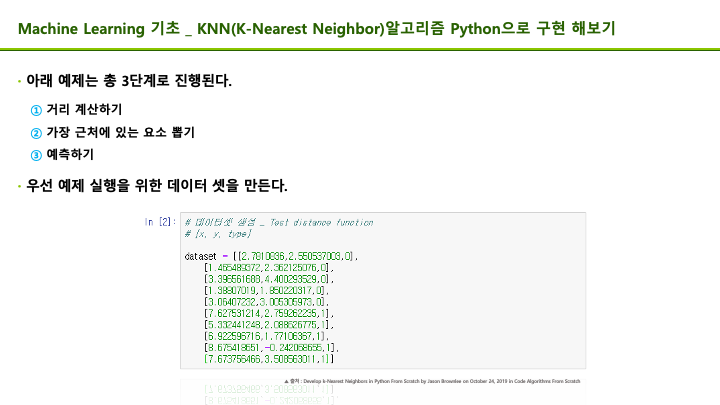 Machine Learning 기초 _ KNN(K-Nearest Neighbor)알고리즘 Python으로 구현 해보기
• 아래 예제는 총 3단계로 진행된다.
① 거리 계산하기
② 가장 근처에 있는 요소 뽑기
③ 예측하기
• 우선 예제 실행을 위한 데이터 셋을 만든다.
In [2]: # 데이터셋 생성 _ Test distance function
# [x, y, type]
dataset = [[2.7810836,2.550537003,0],
[1.465489372,2.362125076,0],
[3.396561688,4.400293529,0],
[1.38807019,1.850220317,0],
[3.06407232,3.005305973,0],
[7.627531214,2.759262235,1],
[5.332441248,2.088626775,1],
[6.922596716,1.77106367,1],
[8.675418651,-0.242068655,1],
[7.673756466,3.508563011,1]]
▲ 출처 : Develop k-Nearest Neighbors in Python From Scratch by Jason Brownlee on October 24, 2019 in Code Algorithms From Scratch